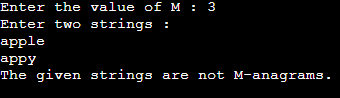 Enter the value of M : 3
Enter two strings :
apple
appy
The given strings are not M-anagrams.